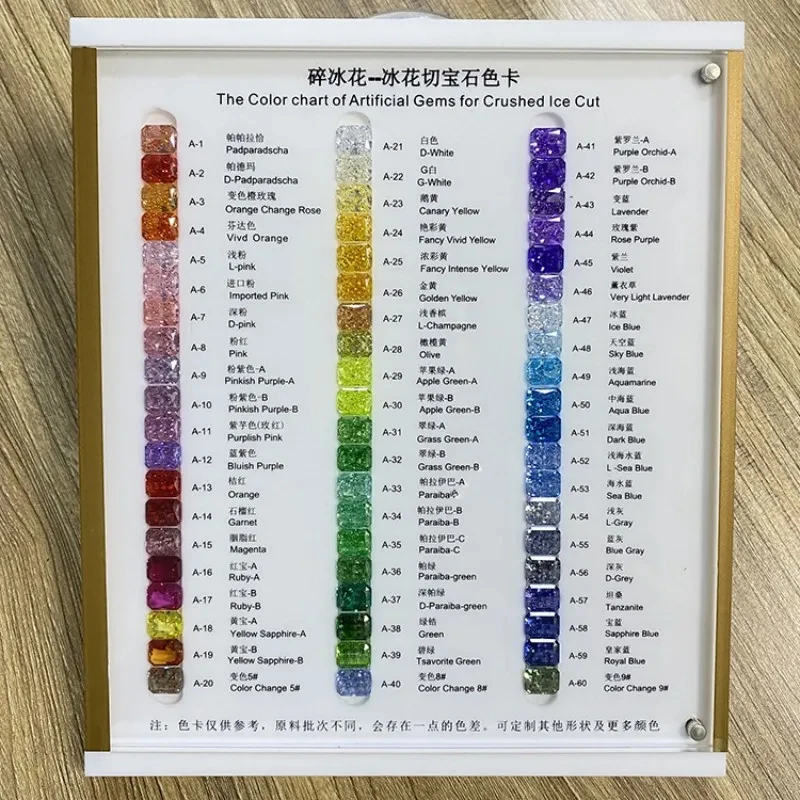 碎冰花--冰花切宝石色卡
The Color chart of Artificial Gems for Crushed Ice Cut
A-1 帕帕拉恰
Padparadscha
A-2 帕德玛
D-Padparadscha
A-3 变色橙玫瑰
Orange Change Rose
A-4 芬达色
Vivd Orange
A-5 浅粉
L-pink
A-6 进口粉
Imported Pink
A-7 深粉
D-pink
A-8 粉红
Pink
A-9 粉紫色-A
Pinkish Purple-A
A-10 粉紫色-B
Pinkish Purple-B
A-11 紫芋色(玫红)
Purplish Pink
A-12 蓝紫色
Bluish Purple
A-13 桔红
Orange
A-14 石榴红
Garnet
A-15 胭脂红
Magenta
A-16 红宝-A
Ruby-A
A-17 红宝-B
Ruby-B
A-18 黄宝-A
Yellow Sapphire-A
A-19 黄宝-B
Yellow Sapphire-B
A-20 变色5#
Color Change 5#
A-21 白色
D-White
A-22 G白
G-White
A-23 鹅黄
Canary Yellow
A-24 艳彩黄
Fancy Vivid Yellow
A-25 浓彩黄
Fancy Intense Yellow
A-26 金黄
Golden Yellow
A-27 浅香槟
L-Champagne
A-28 橄榄黄
Olive
A-29 苹果绿-A
Apple Green-A
A-30 苹果绿-B
Apple Green-B
A-31 翠绿-A
Grass Green-A
A-32 翠绿-B
Grass Green-B
A-33 帕拉伊巴-A
Paraiba
A-34 帕拉伊巴-B
Paraiba-B
A-35 帕拉伊巴-C
Paraiba-C
A-36 帕绿
Paraiba-green
A-37 深帕绿
D-Paraiba-green
A-38 绿锆
Green
A-39 碧绿
Tsavorite Green
A-40 变色8#
Color Change 8#
A-41 紫罗兰-A
Purple Orchid-A
A-42 紫罗兰-B
Purple Orchid-B
A-43 变蓝
Lavender
A-44 玫瑰紫
Rose Purple
A-45 紫兰
Violet
A-46 薰衣草
Very Light Lavender
A-47 冰蓝
Ice Blue
A-48 天空蓝
Sky Blue
A-49 浅海蓝
Aquamarine
A-50 中海蓝
Aqua Blue
A-51 深海蓝
Dark Blue
A-52 浅海水蓝
L -Sea Blue
A-53 海水蓝
Sea Blue
A-54 浅灰
L-Gray
A-55 蓝灰
Blue Gray
A-56 深灰
D-Grey
A-57 坦桑
Tanzanite
A-58 宝蓝
Sapphire Blue
A-59 皇家蓝
Royal Blue
A-60 变色9#
Color Change 9#
注：色卡仅供参考，原料批次不同，会存在一点的色差。可定制其他形状及更多颜色